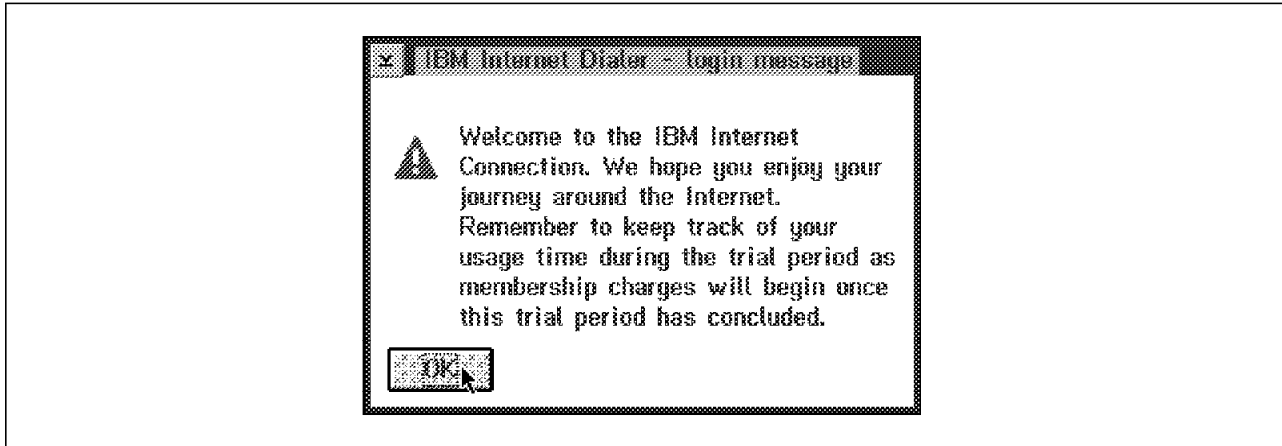 IBM Internet Dialer - login message
Welcome to the IBM Internet
Connection. We hope you enjoy your
journey around the Internet.
Remember to keep track of your
usage time during the trial period as
membership charges will begin once
this trial period has concluded.
OK